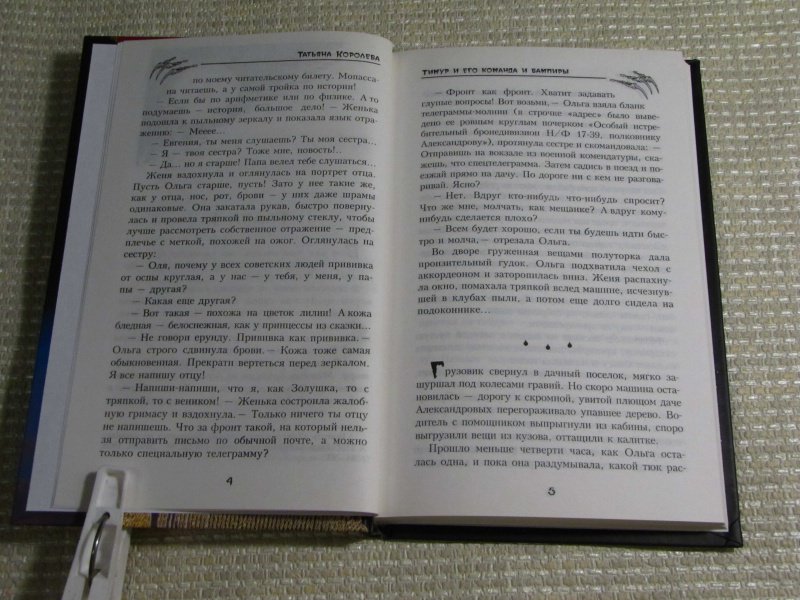 Татьяна Королева
по моему читательскому билету. Мопасса-
на читаешь, а у самой тройка по истории!
— Если бы по арифметике или по физике. А то
подумаешь — история, большое дело! — Женька
подошла к пыльному зеркалу и показала язык отра-
жению: — Мееее...
— Евгения, ты меня слушаешь? Ты моя сестра...
— Я — твоя сестра? Тоже мне, новость!..
— Да... но я старше! Папа велел тебе слушаться...
Женя вздохнула и оглянулась на портрет отца.
Пусть Ольга старше, пусть! Зато у нее такие же,
как у отца, нос, рот, брови — у них даже шрамы
одинаковые. Она закатала рукав, быстро поверну-
лась и провела тряпкой по пыльному стеклу, чтобы
лучше рассмотреть собственное отражение — пред-
плечье с меткой, похожей на ожог. Оглянулась на
сестру:
— Оля, почему у всех советских людей прививка
от оспы круглая, а у нас — у тебя, у меня, у па-
пы — другая?
— Какая еще другая?
— Вот такая — похожа на цветок лилии! А кожа
бледная — белоснежная, как у принцессы из сказки...
— Не говори ерунду. Прививка как прививка. —
Ольга строго сдвинула брови. — Кожа тоже самая
обыкновенная. Прекрати вертеться перед зеркалом.
Я все напишу отцу!
— Напиши-напиши, что я, как Золушка, то с
тряпкой, то с веником! — Женька состроила жалоб-
ную гримасу и вздохнула. — Только ничего ты отцу
не напишешь. Что за фронт такой, на который нель-
зя отправить письмо по обычной почте, а можно
только специальную телеграмму?
4
Тимур и его команда и вампиры
— Фронт как фронт. Хватит задавать
глупые вопросы! Вот возьми, — Ольга взяла бланк
телеграммы-молнии (в строчке «адрес» было выве-
дено ее ровным круглым почерком «Особый истре-
бительный бронедивизион Н/Ф 17-39, полковнику
Александрову»), протянула сестре и скомандовала: —
Отправишь на вокзале из военной комендатуры, ска-
жешь, что спецтелеграмма. Затем садись в поезд и по-
езжай прямо на дачу. По дороге ни с кем не разго-
варивай. Ясно?
— Нет. Вдруг кто-нибудь что-нибудь спросит?
Что же мне, молчать, как мещанке? А вдруг кому-
нибудь сделается плохо?
— Всем будет хорошо, если ты будешь идти быст-
ро и молча, — отрезала Ольга.
Во дворе груженная вещами полуторка дала
пронзительный гудок. Ольга подхватила чехол с
аккордеоном и заторопилась вниз. Женя распахну-
ла окно, помахала тряпкой вслед машине, исчезнув-
шей в клубах пыли, а потом еще долго сидела на
подоконнике...
Грузовик свернул в дачный поселок, мягко за-
шуршал под колесами гравий. Но скоро машина ос-
тановилась — дорогу к скромной, увитой плющом даче
Александровых перегораживало упавшее дерево. Во-
дитель с помощником выпрыгнули из кабины, споро
выгрузили вещи из кузова, оттащили к калитке.
Прошло меньше четверти часа, как Ольга оста-
лась одна, и пока она раздумывала, какой тюк рас-
5